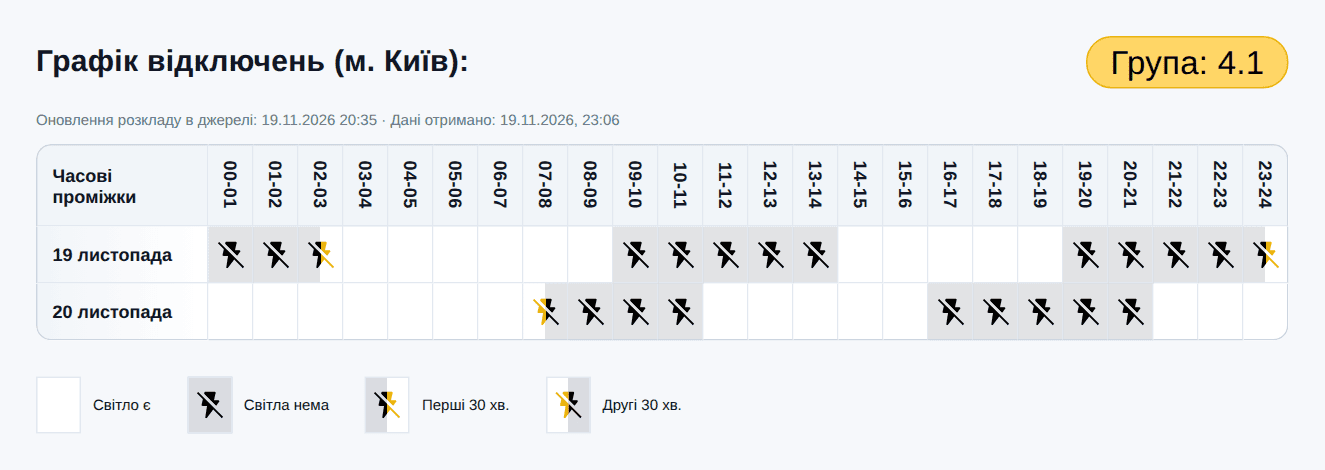 Графік відключень (м. Київ):
Група: 4.1
Оновлення розкладу в джерелі: 19.11.2026 20:35 · Дані отримано: 19.11.2026, 23:06
Часові
проміжки
00-01
01-02
02-03
03-04
04-05
05-06
06-07
07-08
08-09
09-10
10-11
11-12
12-13
13-14
14-15
15-16
16-17
17-18
18-19
19-20
20-21
21-22
22-23
23-24
19 листопада
20 листопада
Світло є
Світла нема
Перші 30 хв.
Другі 30 хв.